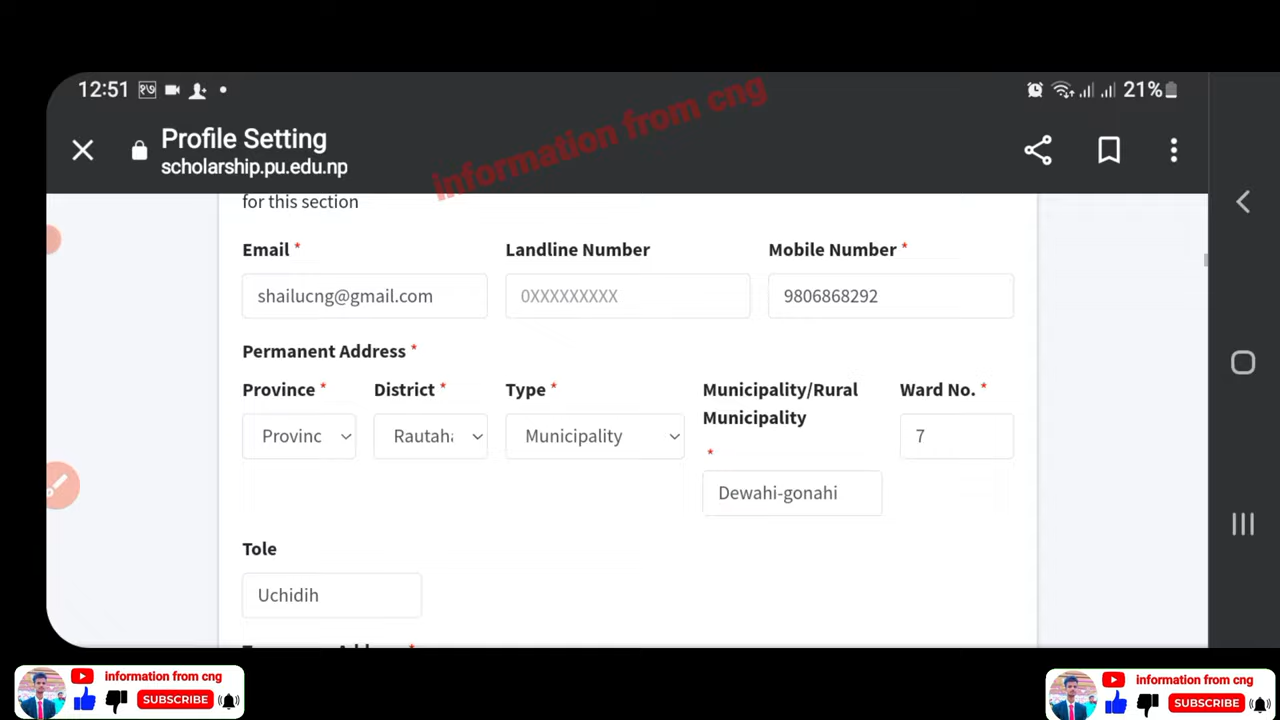 12:51
21%
information from cng
Profile Setting
scholarship.pu.edu.np
for this section
Email * Landline Number Mobile Number *
shailucng@gmail.com 0XXXXXXXXX 9806868292
Permanent Address *
Province * District * Type * Municipality/Rural Municipality * Ward No. *
Provinc Rautaha Municipality Dewahi-gonahi 7
Tole
Uchidih
information from cng
SUBSCRIBE
information from cng
SUBSCRIBE